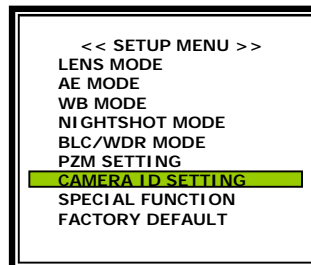 << SETUP MENU >>
LENS MODE
AE MODE
WB MODE
NIGHTSHOT MODE
BLC/WDR MODE
PZM SETTING
CAMERA ID SETTING
SPECIAL FUNCTION
FACTORY DEFAULT